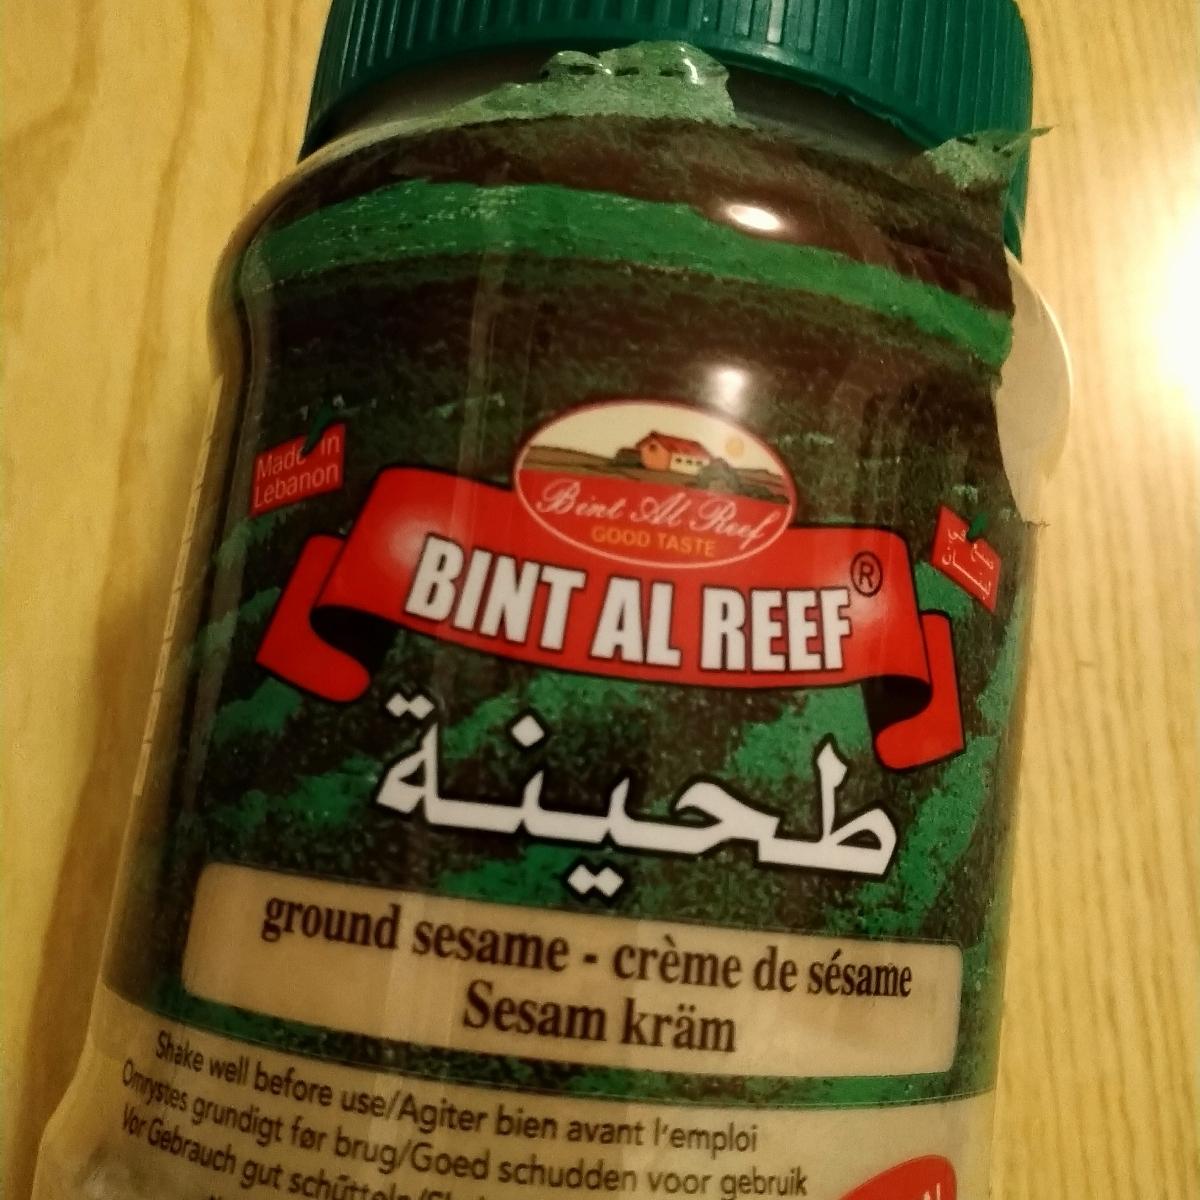 Made in
Lebanon
Bint Al Reef
GOOD TASTE
BINT AL REEF®
طحينة
ground sesame - crème de sésame
Sesam kräm
Shake well before use/Agiter bien avant l'emploi
Omrystes grundigt før brug/Goed schudden voor gebruik
Vor Gebrauch gut schütteln